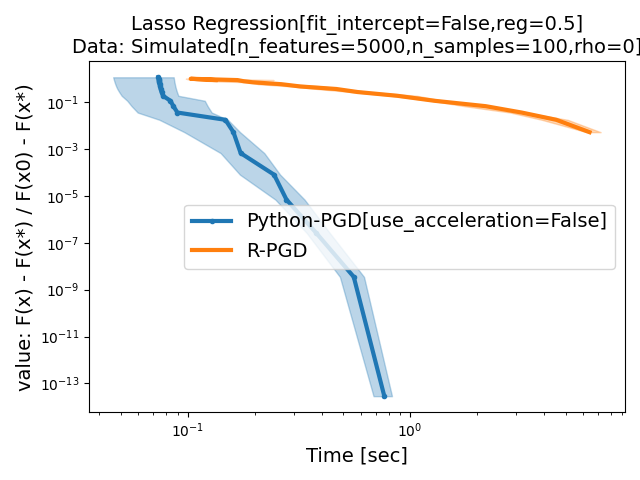 Lasso Regression[fit_intercept=False,reg=0.5]
Data: Simulated[n_features=5000,n_samples=100,rho=0]
value: F(x) - F(x*) / F(x0) - F(x*)
10⁻¹
10⁻³
10⁻⁵
10⁻⁷
10⁻⁹
10⁻¹¹
10⁻¹³
Python-PGD[use_acceleration=False]
R-PGD
10⁻¹ 10⁰
Time [sec]